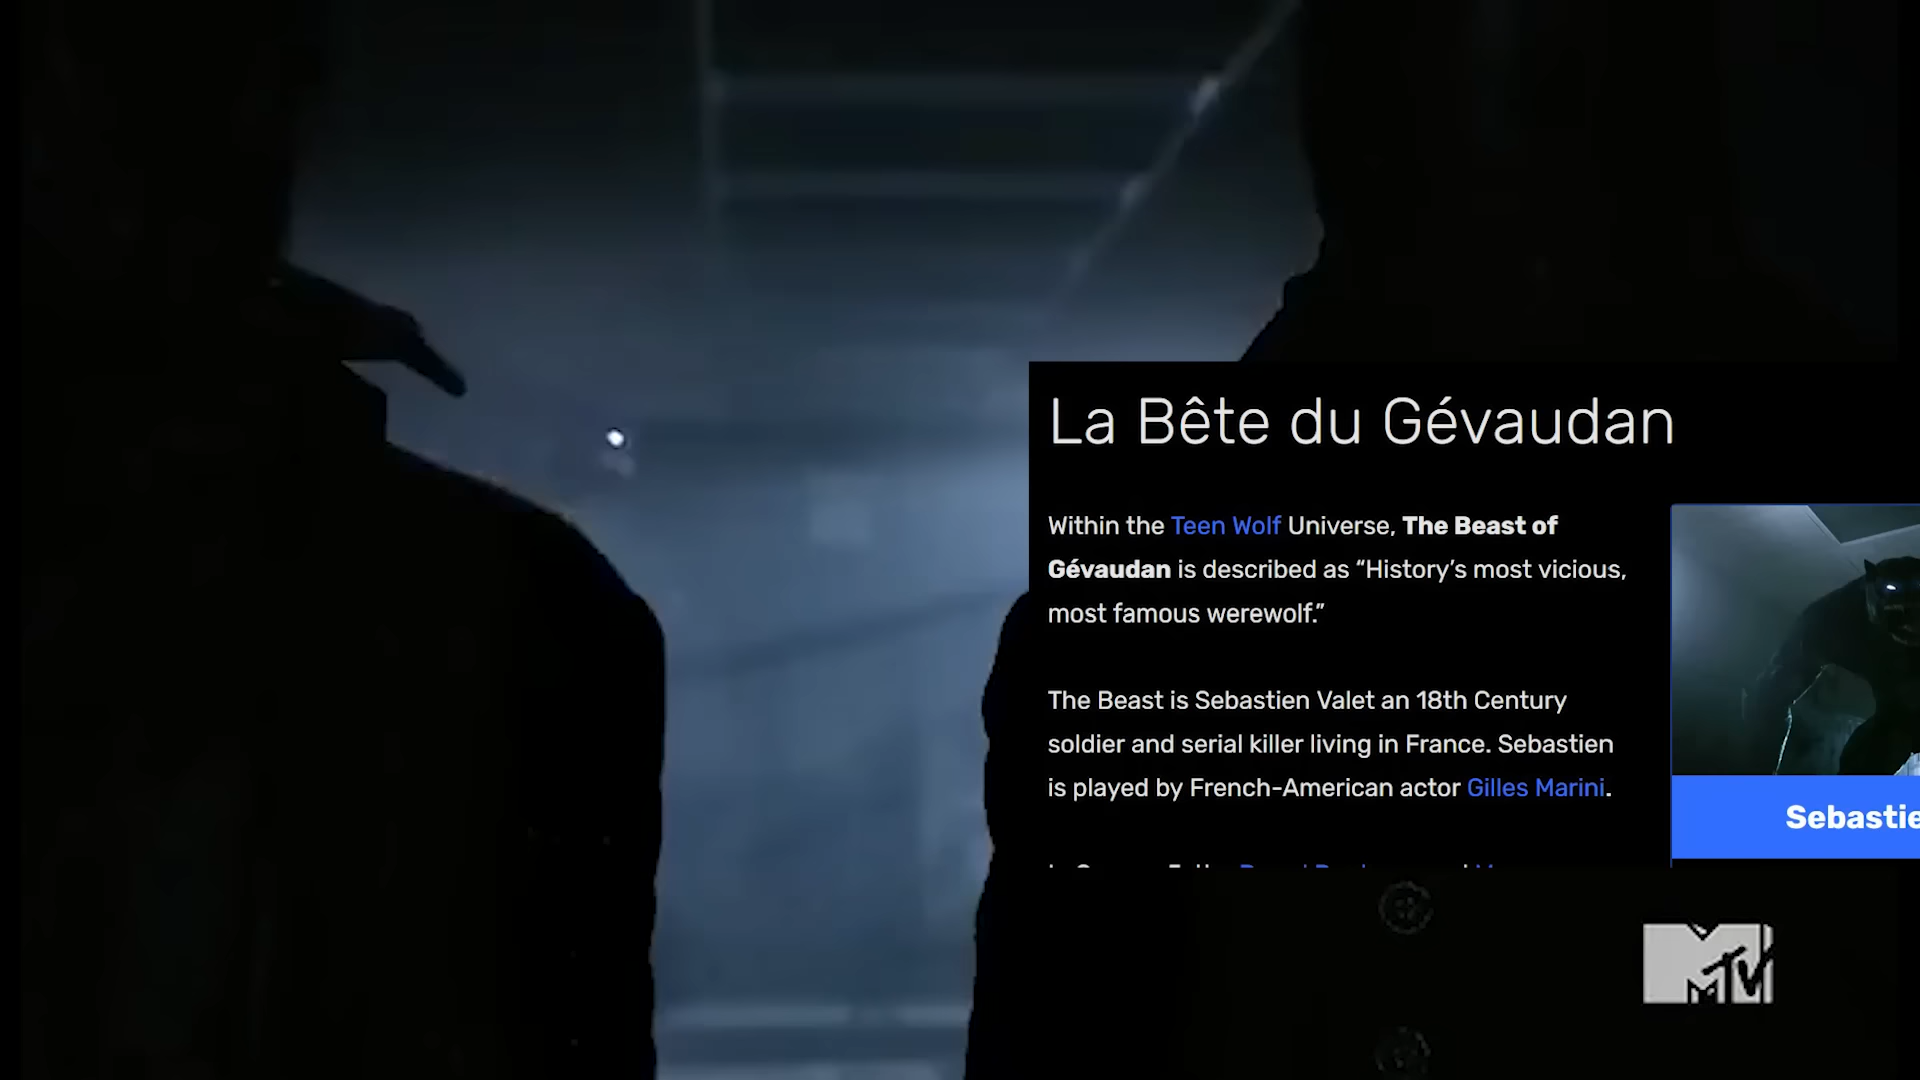 La Bête du Gévaudan
Within the Teen Wolf Universe, The Beast of
Gévaudan is described as “History’s most vicious,
most famous werewolf.”
The Beast is Sebastien Valet an 18th Century
soldier and serial killer living in France. Sebastien
is played by French-American actor Gilles Marini.
Sebastie
MTV